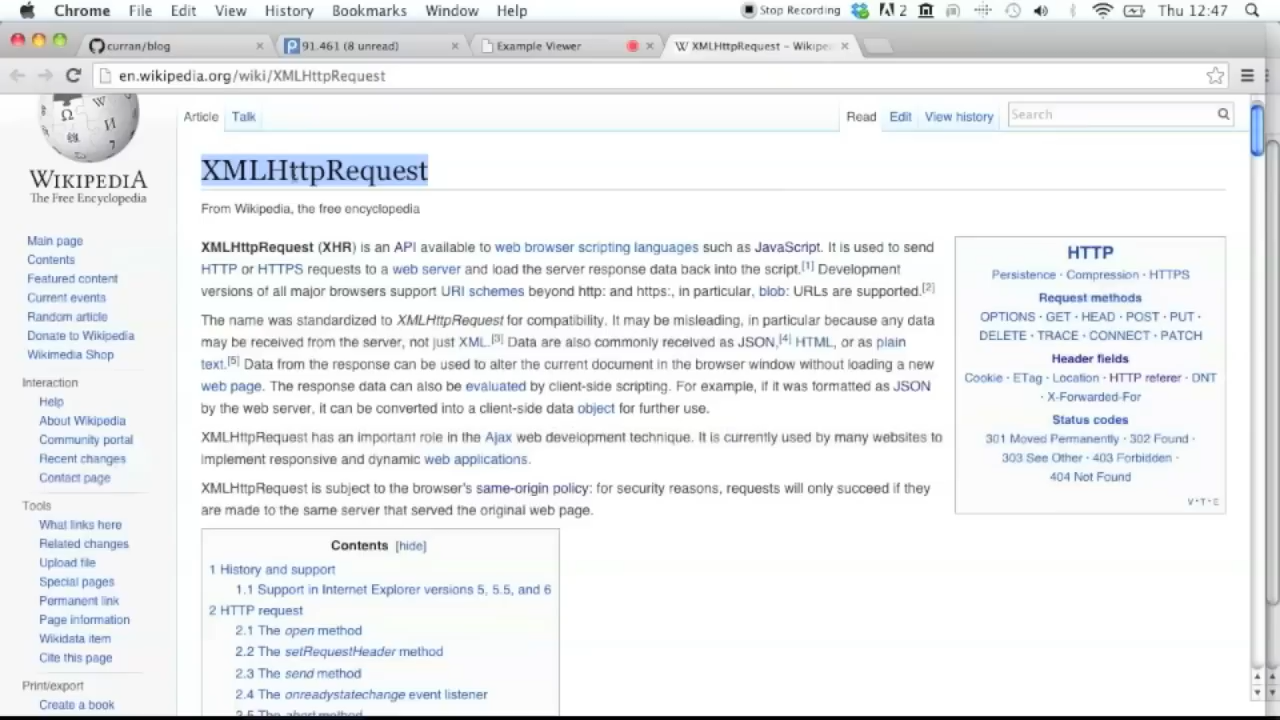 Chrome File Edit View History Bookmarks Window Help Stop Recording 2 Thu 12:47
curran/blog 91.461 (8 unread) Example Viewer XMLHttpRequest – Wikipe
en.wikipedia.org/wiki/XMLHttpRequest
Article Talk Read Edit View history Search
WIKIPEDIA
The Free Encyclopedia
Main page
Contents
Featured content
Current events
Random article
Donate to Wikipedia
Wikimedia Shop
Interaction
Help
About Wikipedia
Community portal
Recent changes
Contact page
Tools
What links here
Related changes
Upload file
Special pages
Permanent link
Page information
Wikidata item
Cite this page
Print/export
Create a book
XMLHttpRequest
From Wikipedia, the free encyclopedia
XMLHttpRequest (XHR) is an API available to web browser scripting languages such as JavaScript. It is used to send
HTTP or HTTPS requests to a web server and load the server response data back into the script.[1] Development
versions of all major browsers support URI schemes beyond http: and https:, in particular, blob: URLs are supported.[2]
The name was standardized to XMLHttpRequest for compatibility. It may be misleading, in particular because any data
may be received from the server, not just XML.[3] Data are also commonly received as JSON,[4] HTML, or as plain
text.[5] Data from the response can be used to alter the current document in the browser window without loading a new
web page. The response data can also be evaluated by client-side scripting. For example, if it was formatted as JSON
by the web server, it can be converted into a client-side data object for further use.
XMLHttpRequest has an important role in the Ajax web development technique. It is currently used by many websites to
implement responsive and dynamic web applications.
XMLHttpRequest is subject to the browser's same-origin policy: for security reasons, requests will only succeed if they
are made to the same server that served the original web page.
Contents [hide]
1 History and support
1.1 Support in Internet Explorer versions 5, 5.5, and 6
2 HTTP request
2.1 The open method
2.2 The setRequestHeader method
2.3 The send method
2.4 The onreadystatechange event listener
2.5 The abort method
HTTP
Persistence · Compression · HTTPS
Request methods
OPTIONS · GET · HEAD · POST · PUT ·
DELETE · TRACE · CONNECT · PATCH
Header fields
Cookie · ETag · Location · HTTP referer · DNT
· X-Forwarded-For
Status codes
301 Moved Permanently · 302 Found ·
303 See Other · 403 Forbidden ·
404 Not Found
V · T · E